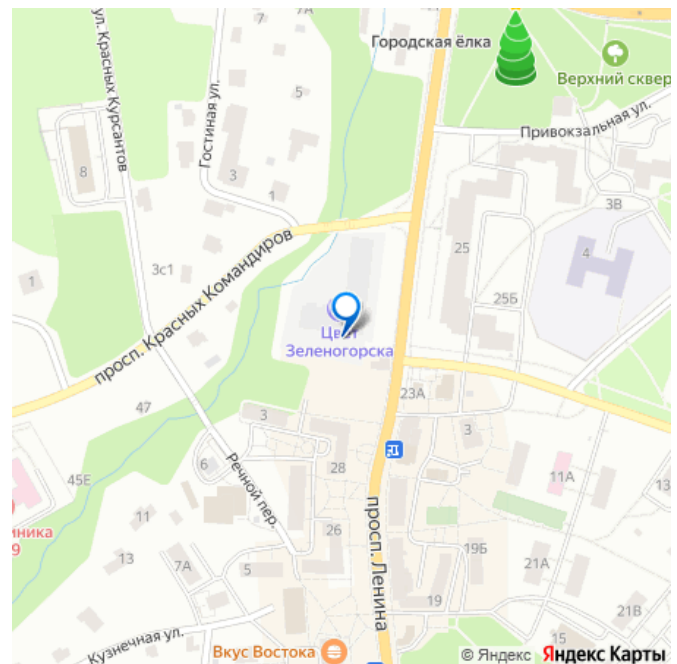 7
7А
Городская ёлка
Верхний сквер
ул. Красных Курсантов
Гостиная ул.
5
Привокзальная ул.
8
3
1
3В
25
4
просп. Красных Командиров
3с1
1
25Б
Цвет
Зеленогорска
23А
47
3
3
Речной пер.
28
45Е
6
11А
13
иника
9
просп. Ленина
11
26
19Б
13
7А
5
21А
19
21В
Кузнечная ул.
15
Вкус Востока
© Яндекс Яндекс Карты